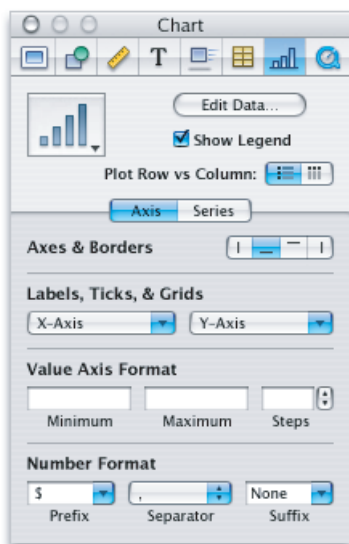 Chart
T
Edit Data...
Show Legend
Plot Row vs Column:
Axis Series
Axes & Borders
Labels, Ticks, & Grids
X-Axis Y-Axis
Value Axis Format
Minimum Maximum Steps
Number Format
$ , None
Prefix Separator Suffix